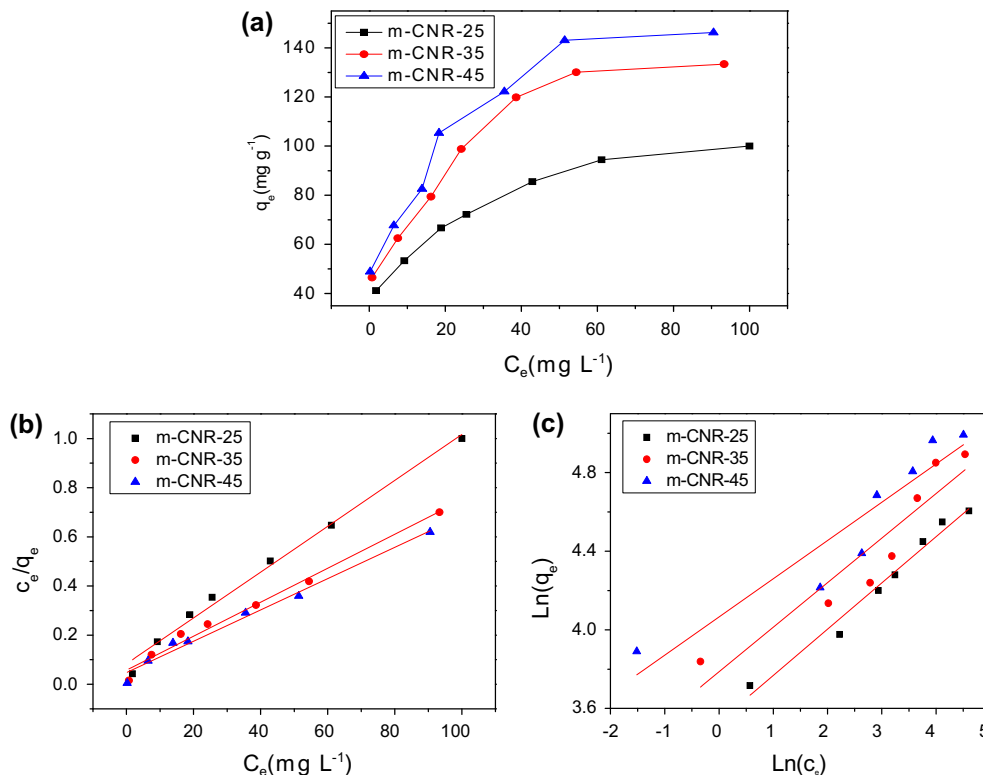 (a)
m-CNR-25
m-CNR-35
m-CNR-45
140
120
100
80
60
40
qe(mg g-1)
0 20 40 60 80 100
Ce(mg L-1)
(b)
m-CNR-25
m-CNR-35
m-CNR-45
1.0
0.8
0.6
0.4
0.2
0.0
ce/qe
0 20 40 60 80 100
Ce(mg L-1)
(c)
m-CNR-25
m-CNR-35
m-CNR-45
4.8
4.4
4.0
3.6
Ln(qe)
-2 -1 0 1 2 3 4 5
Ln(ce)